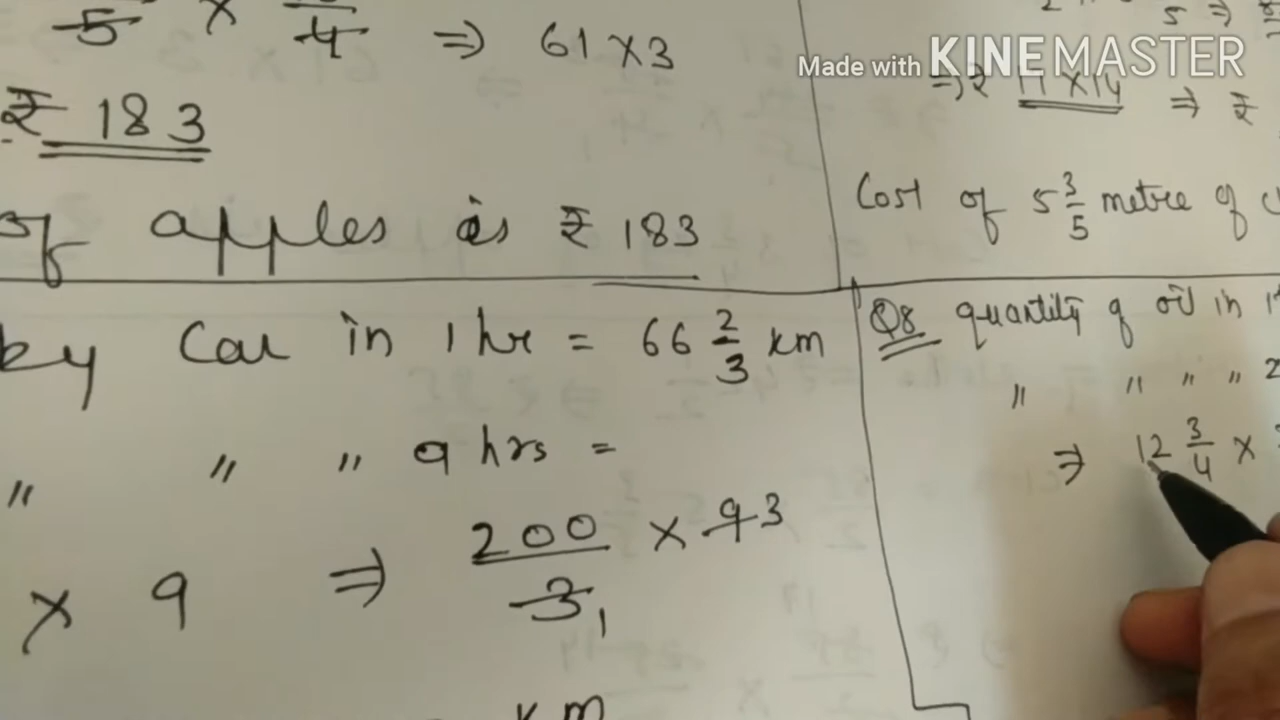 5 × 4 ⇒ 61 × 3
₹ 183
of apples is ₹ 183
by Car in 1 hr = 66 2/3 km
" " " 9 hrs =
× 9 ⇒ 200/3 1 × 9 3
km
5 ⇒
Made with KINEMASTER
⇒ ₹ 11 × 14 ⇒ ₹
Cost of 5 3/5 metre of
Q8 quantity of oil in 1
" " " " 2
⇒ 12 3/4 ×